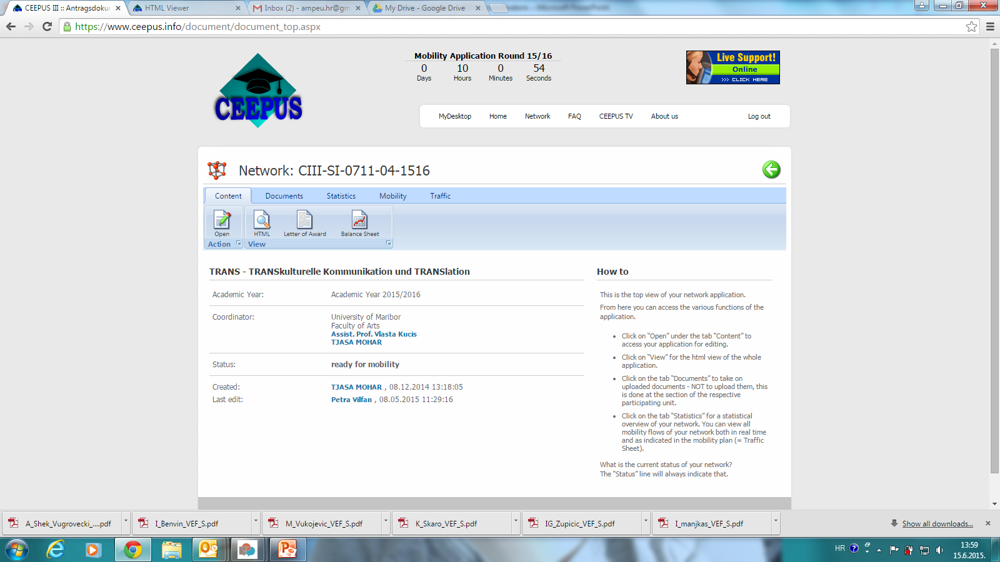 CEEPUS III :: Antragsdokur
HTML Viewer
Inbox (2) - ampeu.hr@gm
My Drive - Google Drive
https://www.ceepus.info/document/document_top.aspx
CEEPUS
Mobility Application Round 15/16
0 10 0 54
Days Hours Minutes Seconds
Live Support!
Online
>>> CLICK HERE
MyDesktop Home Network FAQ CEEPUS TV About us Log out
Network: CIII-SI-0711-04-1516
Content Documents Statistics Mobility Traffic
Open HTML Letter of Award Balance Sheet
Action View
TRANS - TRANSkulturelle Kommunikation und TRANSlation
Academic Year: Academic Year 2015/2016
Coordinator: University of Maribor
Faculty of Arts
Assist. Prof. Vlasta Kucis
TJASA MOHAR
Status: ready for mobility
Created: TJASA MOHAR , 08.12.2014 13:18:05
Last edit: Petra Vilfan , 08.05.2015 11:29:16
How to
This is the top view of your network application.
From here you can access the various functions of the
application.
• Click on “Open” under the tab “Content” to
access your application for editing.
• Click on “View” for the html view of the whole
application.
• Click on the tab “Documents” to take on
uploaded documents - NOT to upload them, this
is done at the section of the respective
participating unit.
• Click on the tab “Statistics” for a statistical
overview of your network. You can view all
mobility flows of your network both in real time
and as indicated in the mobility plan (= Traffic
Sheet).
What is the current status of your network?
The “Status” line will always indicate that.
A_Shek_Vugrovecki_....pdf
I_Benvin_VEF_S.pdf
M_Vukojevic_VEF_S.pdf
K_Skaro_VEF_S.pdf
IG_Zupicic_VEF_S.pdf
I_manjkas_VEF_S.pdf
Show all downloads...
HR
13:59
15.6.2015.